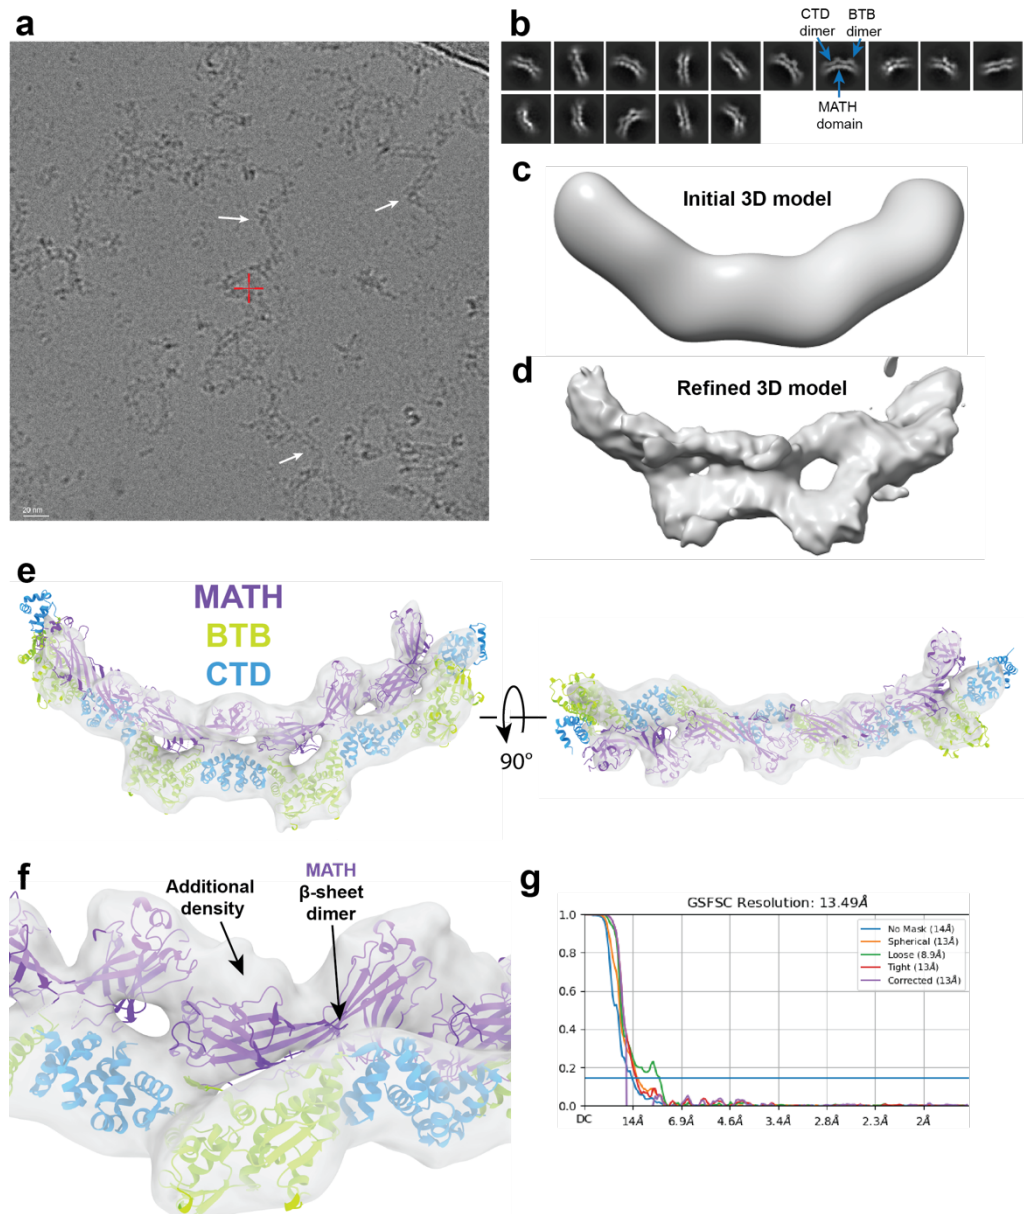 a
20 nm
b
CTD
dimer
BTB
dimer
MATH
domain
c
Initial 3D model
d
Refined 3D model
e
MATH
BTB
CTD
90°
f
Additional
density
MATH
β-sheet
dimer
g
GSFSC Resolution: 13.49Å
1.0
0.8
0.6
0.4
0.2
0.0
No Mask (14Å)
Spherical (13Å)
Loose (8.9Å)
Tight (13Å)
Corrected (13Å)
DC
14Å
6.9Å
4.6Å
3.4Å
2.8Å
2.3Å
2Å